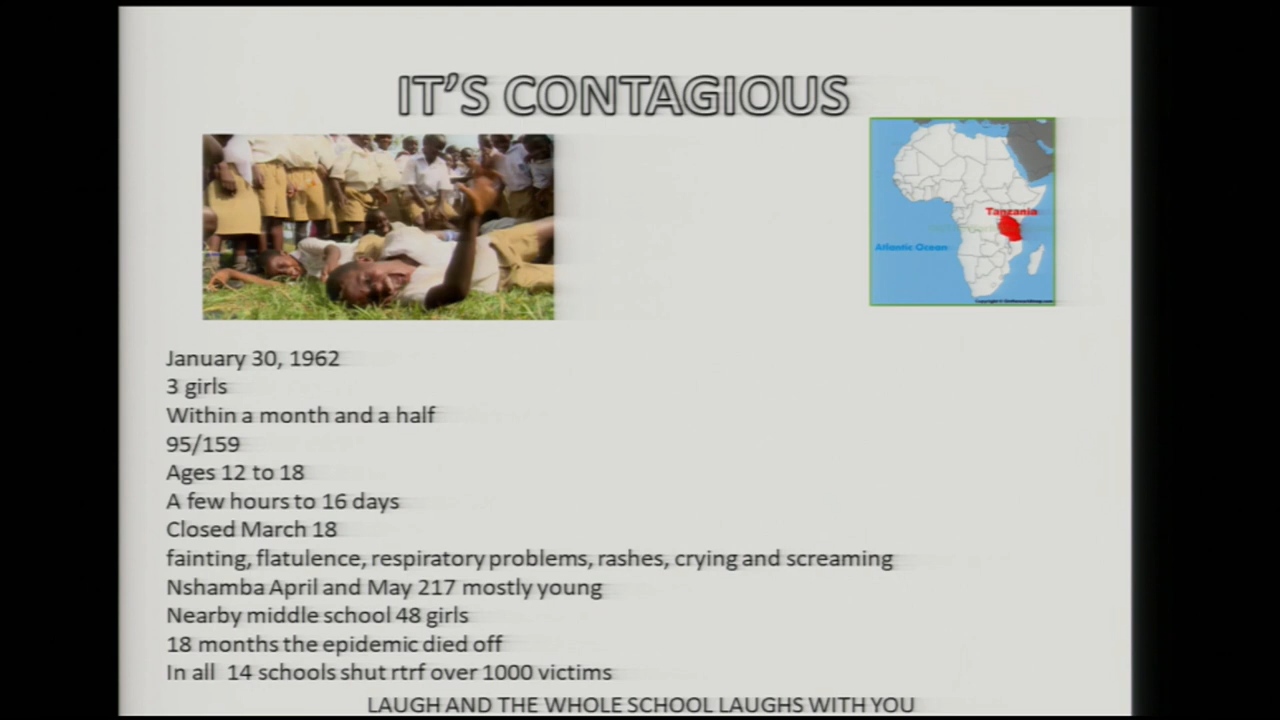 IT'S CONTAGIOUS
Tanzania
Atlantic Ocean
January 30, 1962
3 girls
Within a month and a half
95/159
Ages 12 to 18
A few hours to 16 days
Closed March 18
fainting, flatulence, respiratory problems, rashes, crying and screaming
Nshamba April and May 217 mostly young
Nearby middle school 48 girls
18 months the epidemic died off
In all 14 schools shut rtrf over 1000 victims
LAUGH AND THE WHOLE SCHOOL LAUGHS WITH YOU